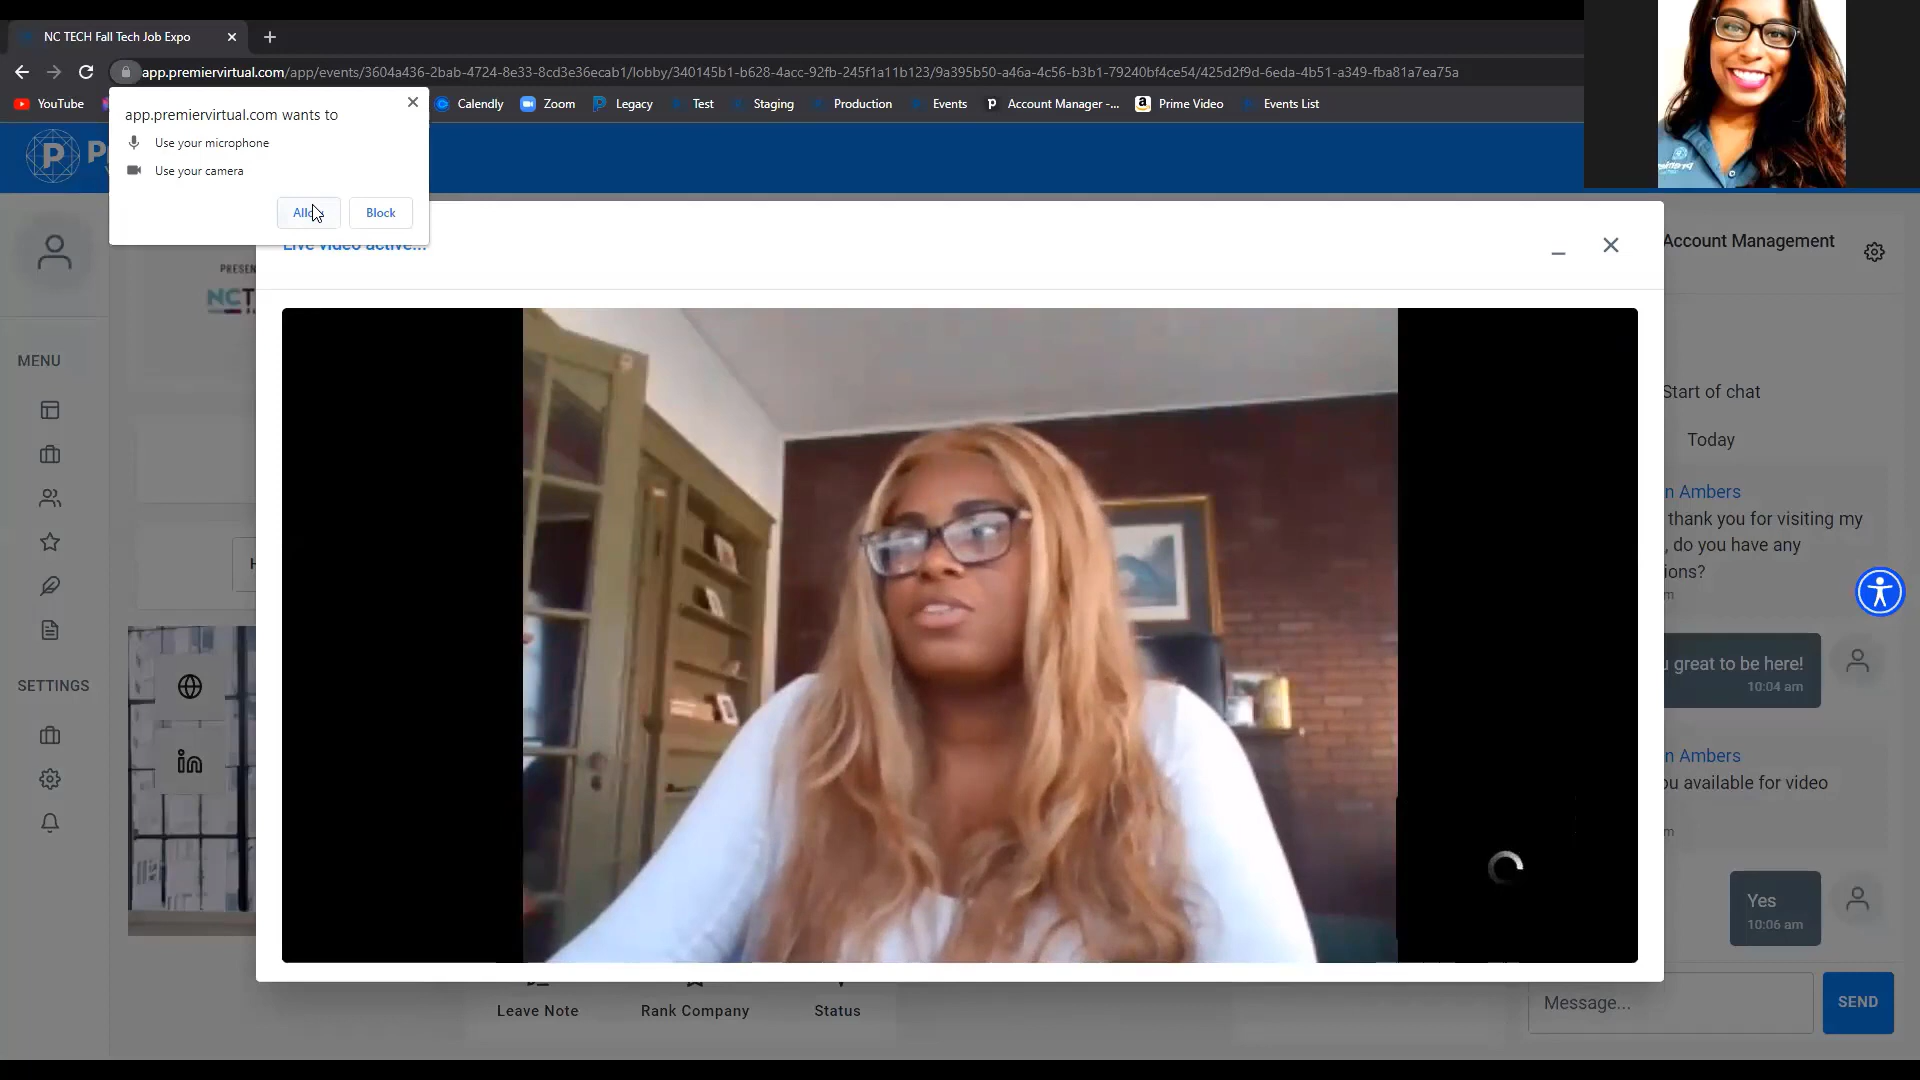 NC TECH Fall Tech Job Expo
app.premiervirtual.com/app/events/3604a436-2bab-4724-8e33-8cd3e36ecab1/lobby/340145b1-b628-4acc-92fb-245f1a11b123/9a395b50-a46a-4c56-b3b1-79240bf4ce54/425d2f9d-6eda-4b51-a349-fba81a7ea75a
YouTube Calendly Zoom Legacy Test Staging Production Events Account Manager -... Prime Video Events List
app.premiervirtual.com wants to
Use your microphone
Use your camera
Allow Block
Live video active...
Account Management
MENU
SETTINGS
Start of chat
Today
n Ambers
thank you for visiting my
, do you have any
ions?
m
u great to be here!
10:04 am
n Ambers
ou available for video
m
Yes
10:06 am
Leave Note Rank Company Status
Message... SEND